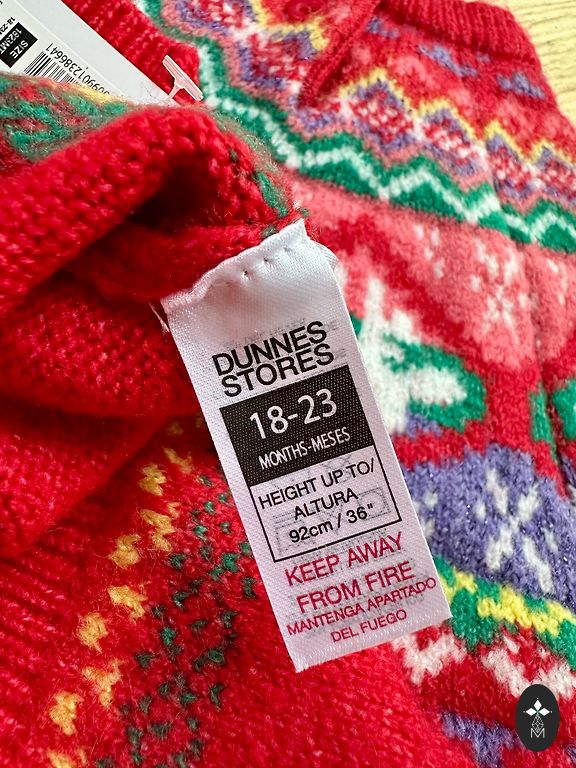 SIZE
DUNNES
STORES
18-23
MONTHS-MESES
HEIGHT UP TO/
ALTURA
92cm / 36"
KEEP AWAY
FROM FIRE
MANTENGA APARTADO
DEL FUEGO
M